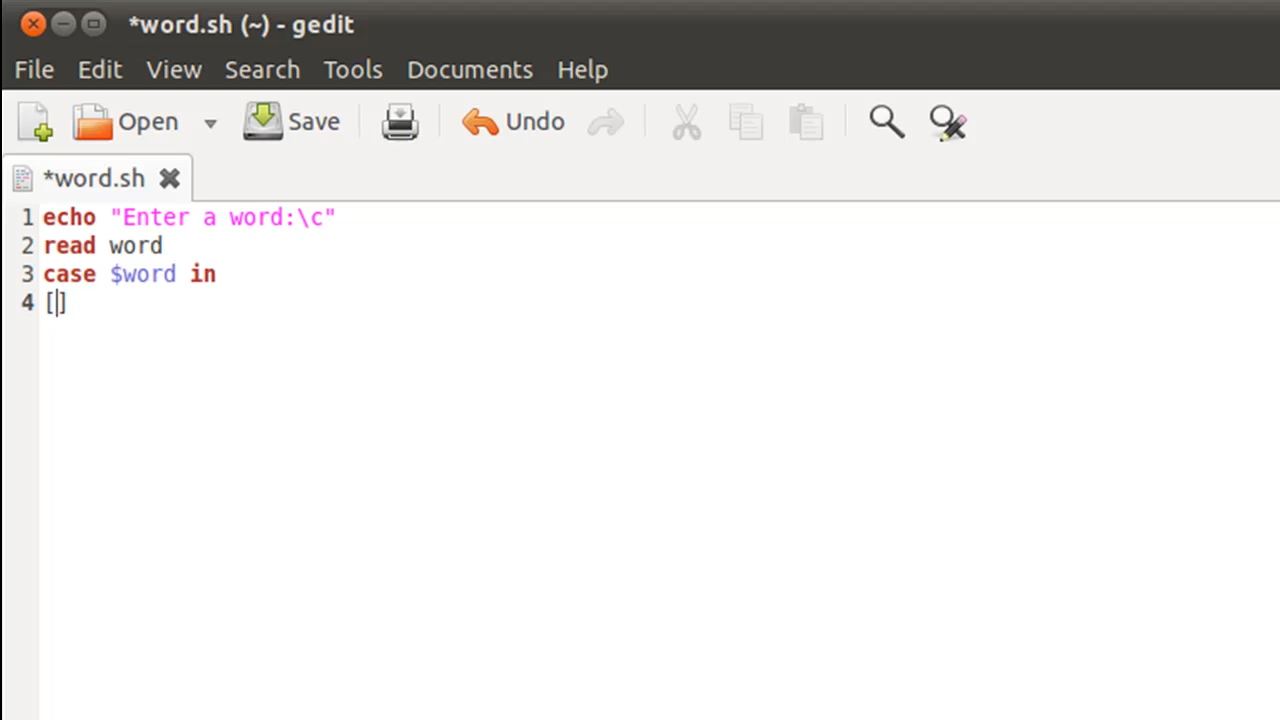 *word.sh (~) - gedit
File Edit View Search Tools Documents Help
Open Save Undo
*word.sh
1 echo "Enter a word:\c"
2 read word
3 case $word in
4 []